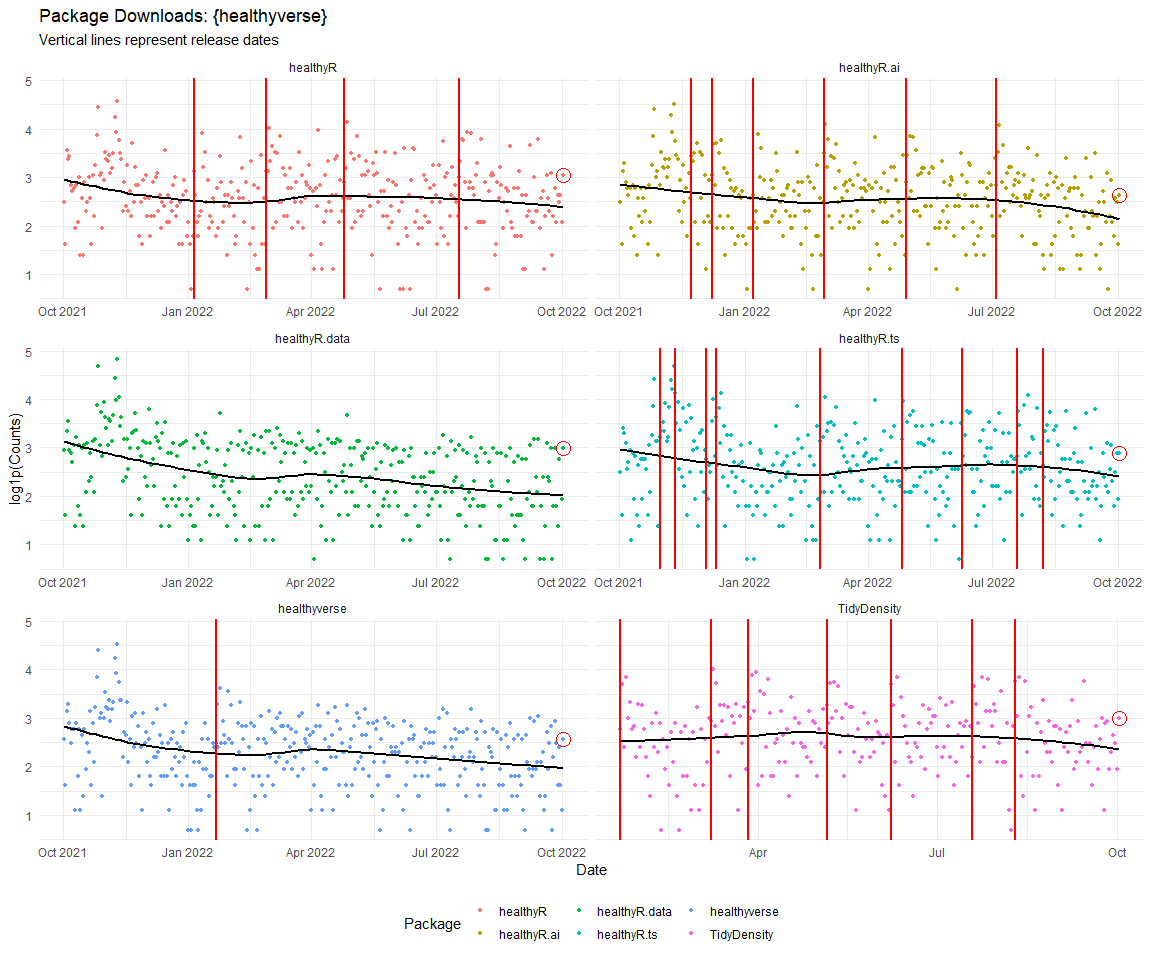 Package Downloads: {healthyverse}
Vertical lines represent release dates
healthyR
healthyR.ai
5
4
3
2
1
Oct 2021
Jan 2022
Apr 2022
Jul 2022
Oct 2022
Oct 2021
Jan 2022
Apr 2022
Jul 2022
Oct 2022
healthyR.data
healthyR.ts
log1p(Counts)
5
4
3
2
1
Oct 2021
Jan 2022
Apr 2022
Jul 2022
Oct 2022
Oct 2021
Jan 2022
Apr 2022
Jul 2022
Oct 2022
healthyverse
TidyDensity
5
4
3
2
1
Oct 2021
Jan 2022
Apr 2022
Jul 2022
Oct 2022
Apr
Jul
Oct
Date
Package
healthyR
healthyR.data
healthyverse
healthyR.ai
healthyR.ts
TidyDensity